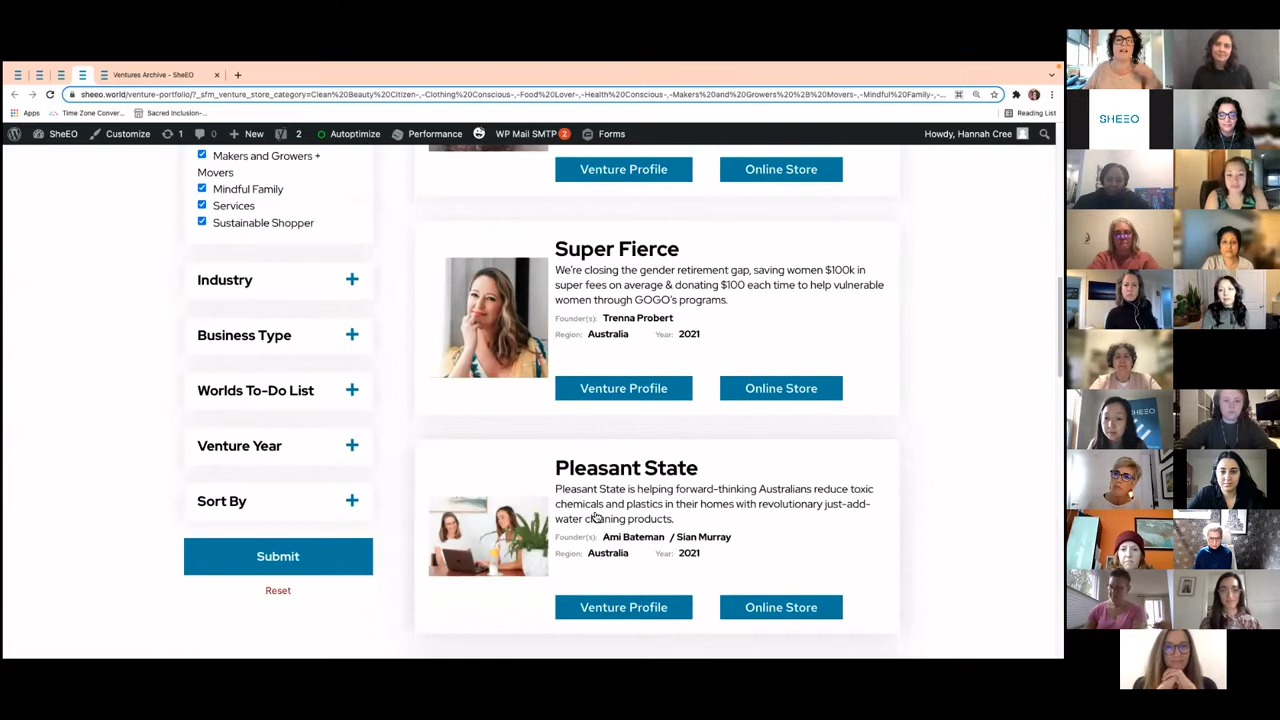 Ventures Archive - SheEO
sheeo.world/venture-portfolio/?_sfm_venture_store_category=Clean%20Beauty%20Citizen-,-Clothing%20Conscious-,-Food%20Lover-,-Health%20Conscious-,-Makers%20and%20Growers%20%2B%20Movers-,-Mindful%20Family-,-...
Apps Time Zone Conver... Sacred Inclusion-... Reading List
SheEO Customize 1 0 New 2 Autoptimize Performance WP Mail SMTP 2 Forms Howdy, Hannah Cree
Makers and Growers +
Movers
Mindful Family
Services
Sustainable Shopper
Industry
Business Type
Worlds To-Do List
Venture Year
Sort By
Submit
Reset
Venture Profile Online Store
Super Fierce
We're closing the gender retirement gap, saving women $100k in
super fees on average & donating $100 each time to help vulnerable
women through GOGO's programs.
Founder(s): Trenna Probert
Region: Australia Year: 2021
Venture Profile Online Store
Pleasant State
Pleasant State is helping forward-thinking Australians reduce toxic
chemicals and plastics in their homes with revolutionary just-add-
water cleaning products.
Founder(s): Ami Bateman / Sian Murray
Region: Australia Year: 2021
Venture Profile Online Store
SHEEO
SHEEO